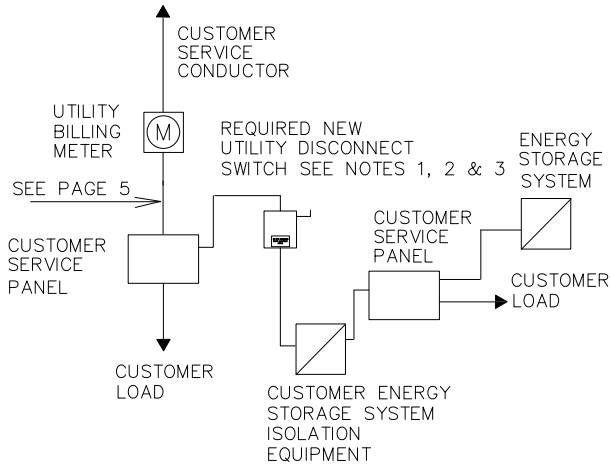 CUSTOMER
SERVICE
CONDUCTOR
UTILITY
BILLING
METER
M
REQUIRED NEW
UTILITY DISCONNECT
SWITCH SEE NOTES 1, 2 & 3
ENERGY
STORAGE
SYSTEM
SEE PAGE 5
CUSTOMER
SERVICE
PANEL
CUSTOMER
SERVICE
PANEL
CUSTOMER
LOAD
CUSTOMER
LOAD
CUSTOMER ENERGY
STORAGE SYSTEM
ISOLATION
EQUIPMENT